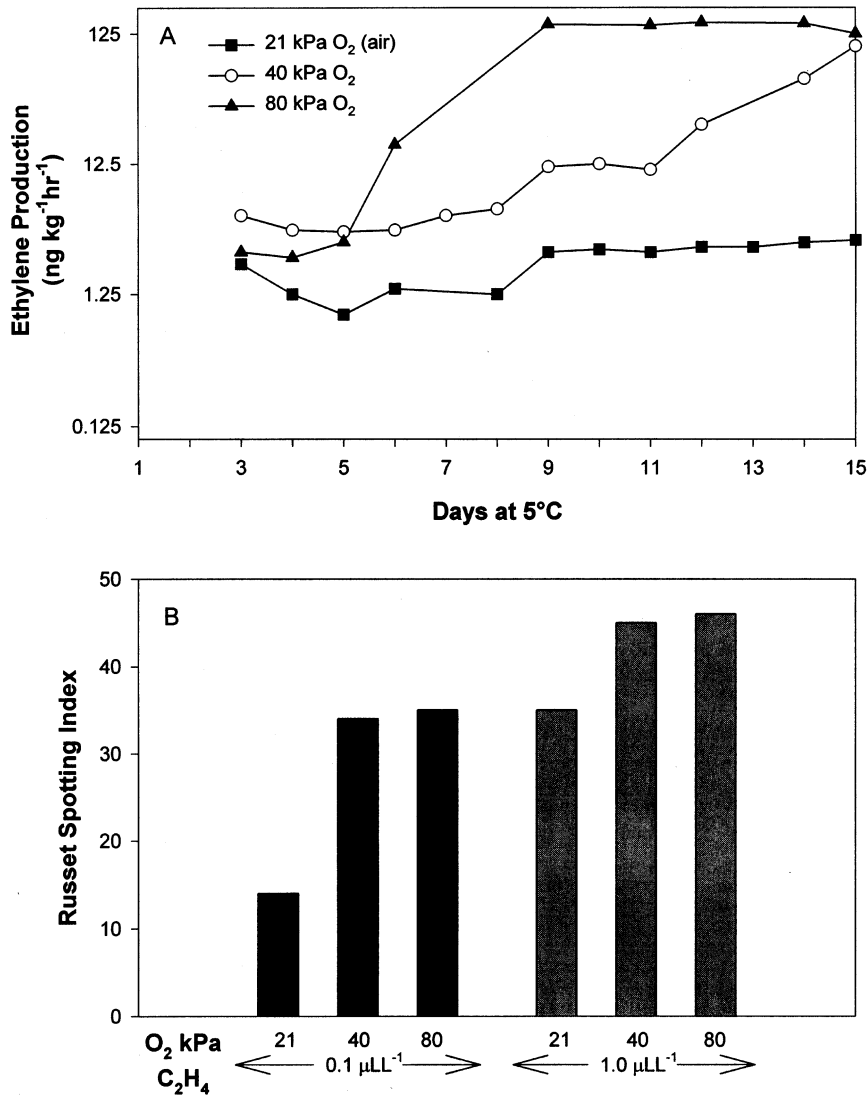 A
21 kPa O₂ (air)
40 kPa O₂
80 kPa O₂
125
12.5
1.25
0.125
Ethylene Production
(ng kg⁻¹hr⁻¹)
1 3 5 7 9 11 13 15
Days at 5°C
B
50
40
30
20
10
0
Russet Spotting Index
O₂ kPa 21 40 80 21 40 80
C₂H₄ 0.1 µLL⁻¹ 1.0 µLL⁻¹